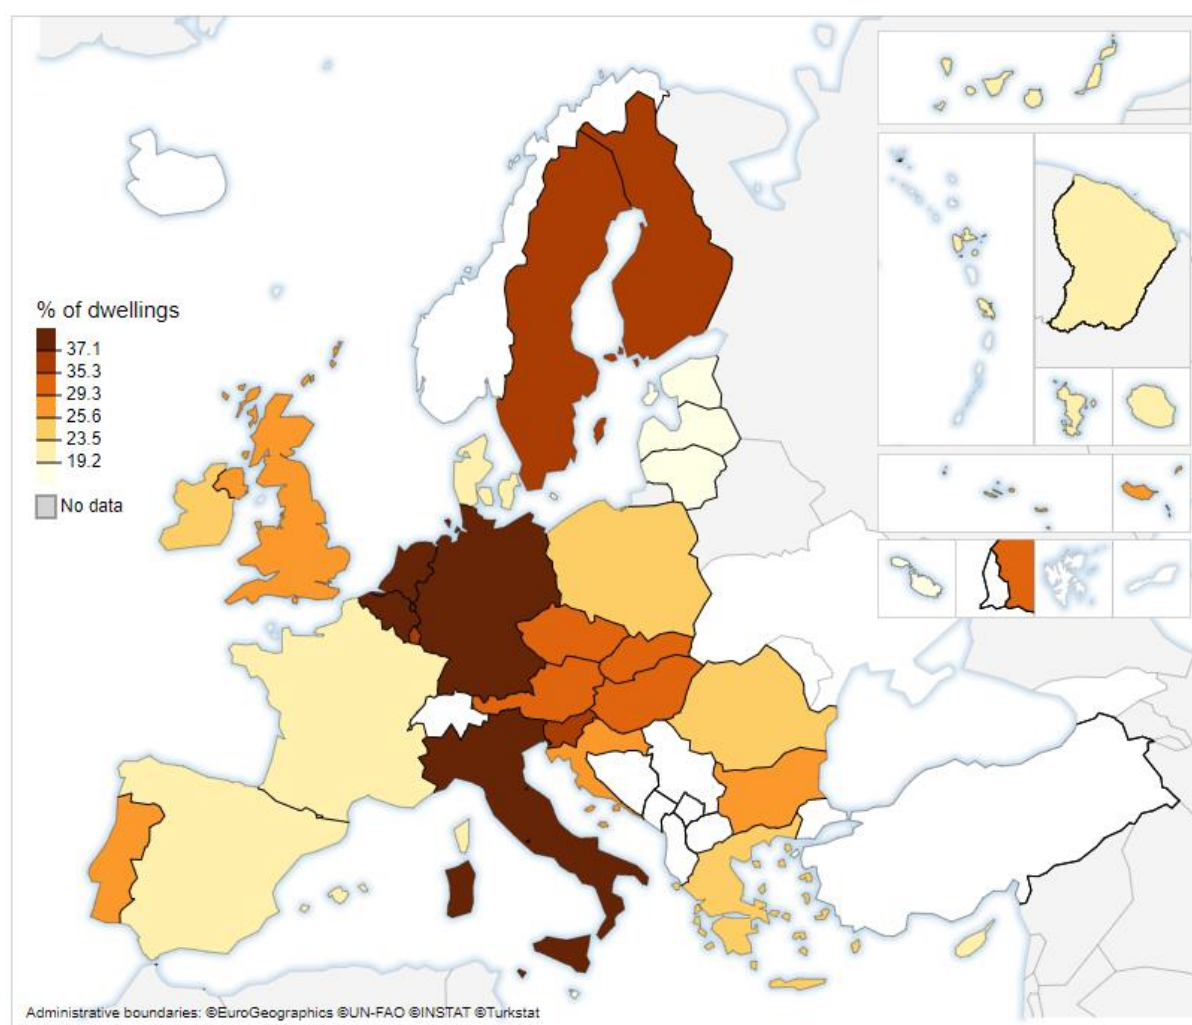 % of dwellings
37.1
35.3
29.3
25.6
23.5
19.2
No data
Administrative boundaries: ©EuroGeographics ©UN-FAO ©INSTAT ©Turkstat